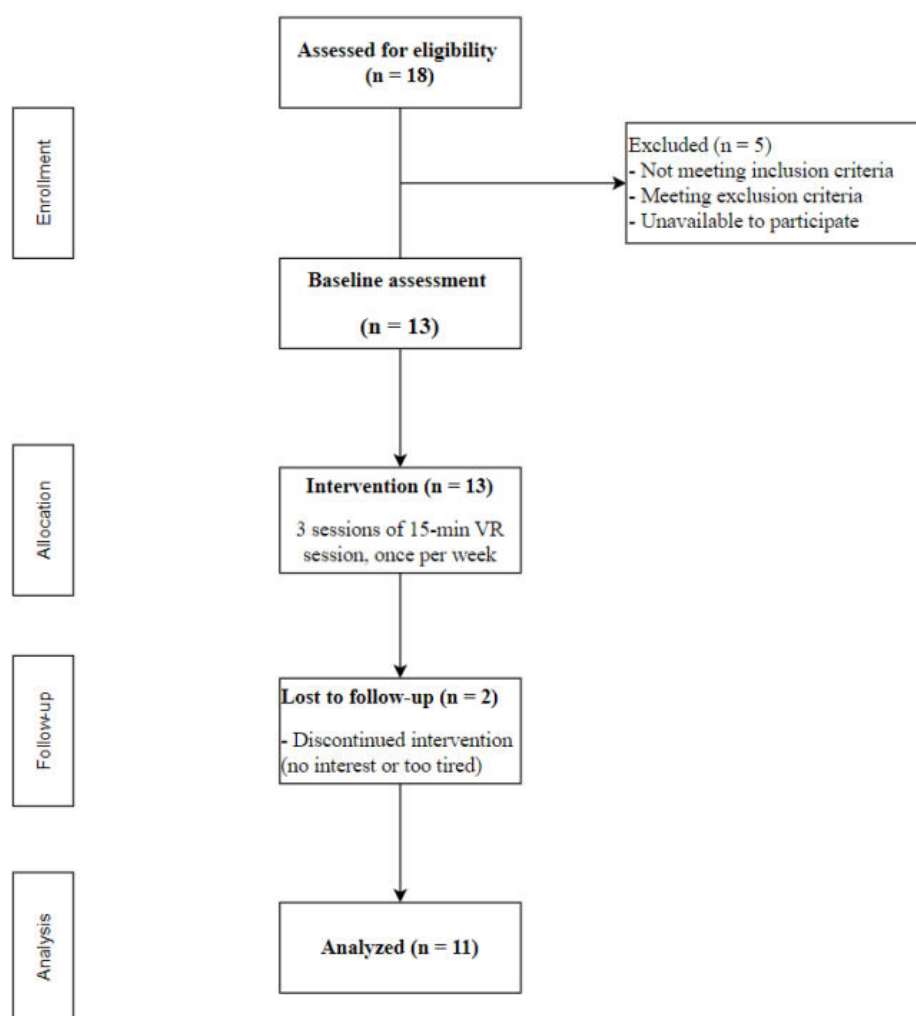 Assessed for eligibility
(n = 18)
Enrollment
Excluded (n = 5)
- Not meeting inclusion criteria
- Meeting exclusion criteria
- Unavailable to participate
Baseline assessment
(n = 13)
Allocation
Intervention (n = 13)
3 sessions of 15-min VR
session, once per week
Follow-up
Lost to follow-up (n = 2)
- Discontinued intervention
(no interest or too tired)
Analysis
Analyzed (n = 11)